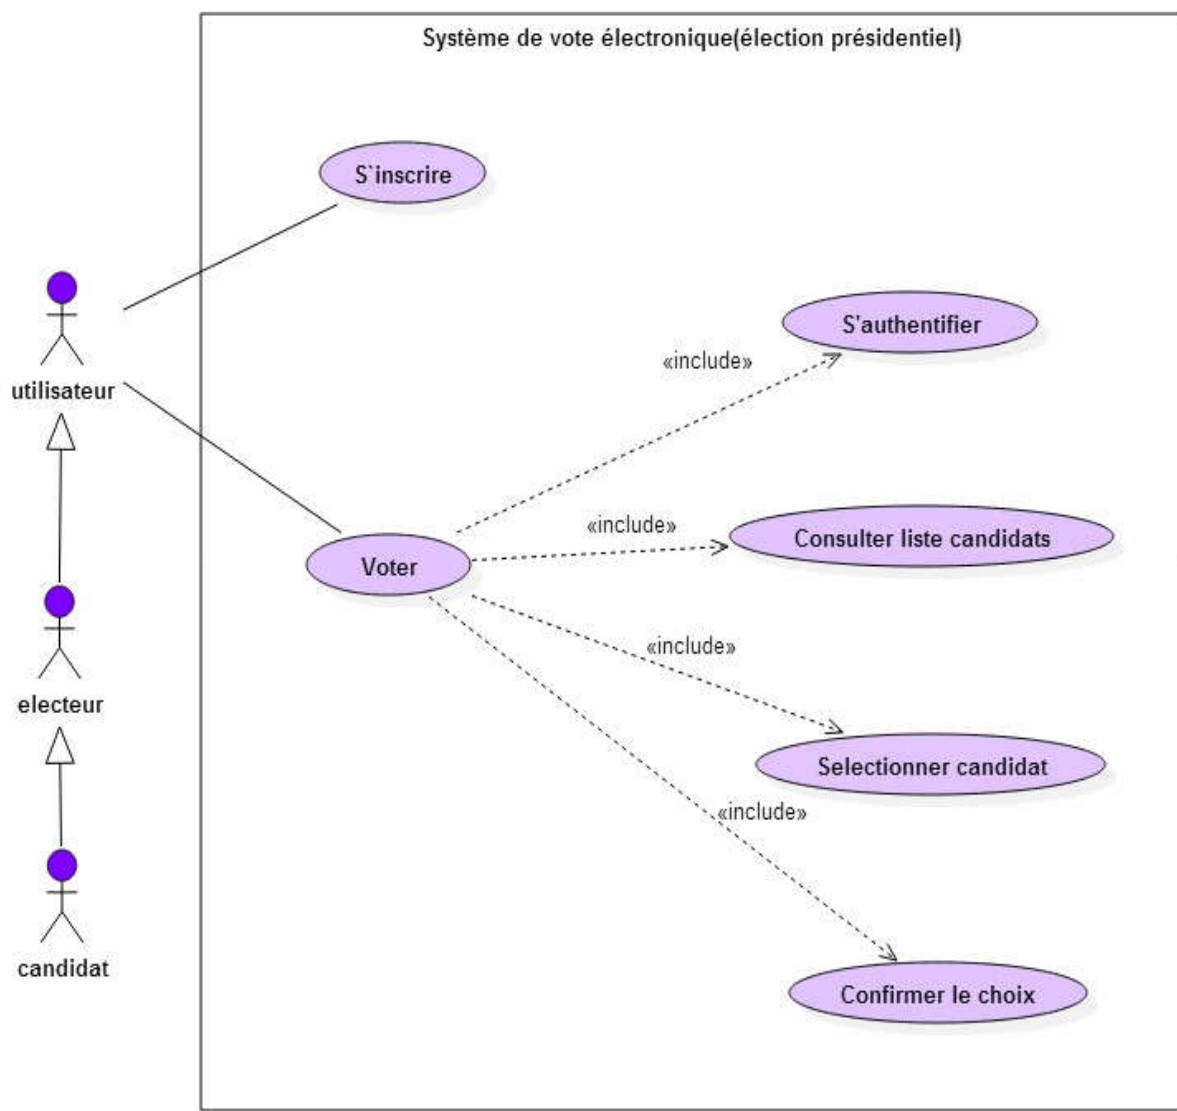 Système de vote électronique(élection présidentiel)
S`inscrire
S'authentifier
«include»
utilisateur
«include»
Consulter liste candidats
Voter
«include»
electeur
Selectionner candidat
«include»
candidat
Confirmer le choix